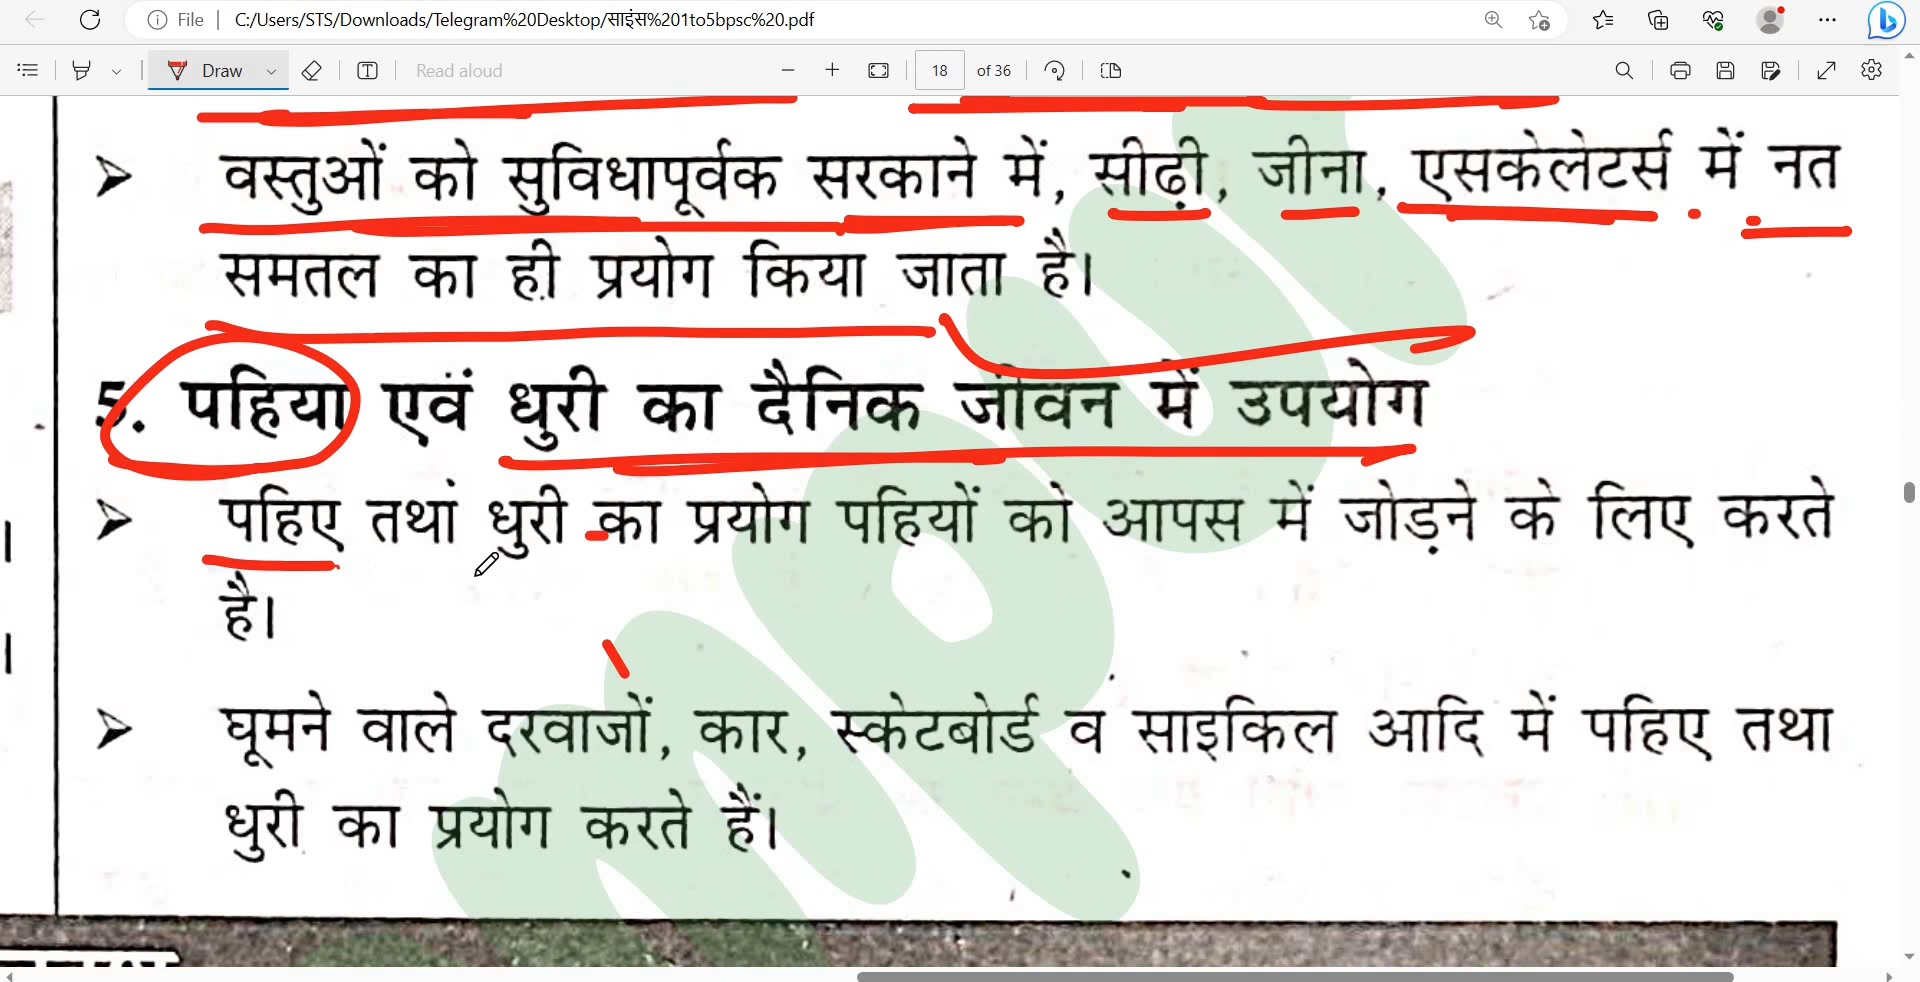 File
C:/Users/STS/Downloads/Telegram%20Desktop/साइंस%201to5bpsc%20.pdf
Draw
Read aloud
18 of 36
वस्तुओं को सुविधापूर्वक सरकाने में, सीढ़ी, जीना, एसकेलेटर्स में नत
समतल का ही प्रयोग किया जाता है।
5. पहिया एवं धुरी का दैनिक जीवन में उपयोग
पहिए तथा धुरी का प्रयोग पहियों को आपस में जोड़ने के लिए करते
है।
घूमने वाले दरवाजों, कार, स्केटबोर्ड व साइकिल आदि में पहिए तथा
धुरी का प्रयोग करते हैं।